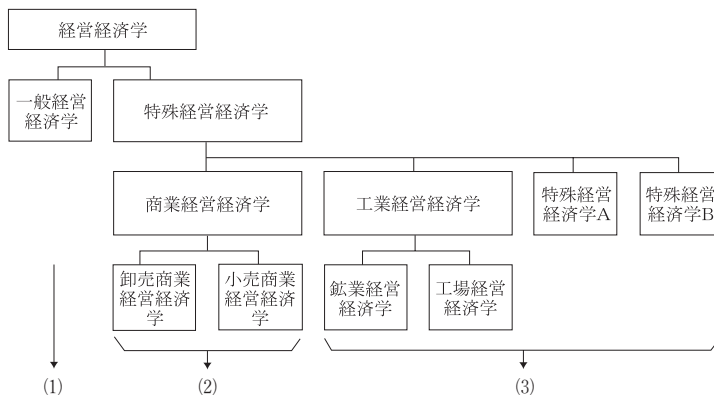 経営経済学
一般経営
経済学
特殊経営経済学
商業経営経済学
工業経営経済学
特殊経営
経済学A
特殊経営
経済学B
卸売商業
経営経済
学
小売商業
経営経済
学
鉱業経営
経済学
工場経営
経済学
(1)
(2)
(3)